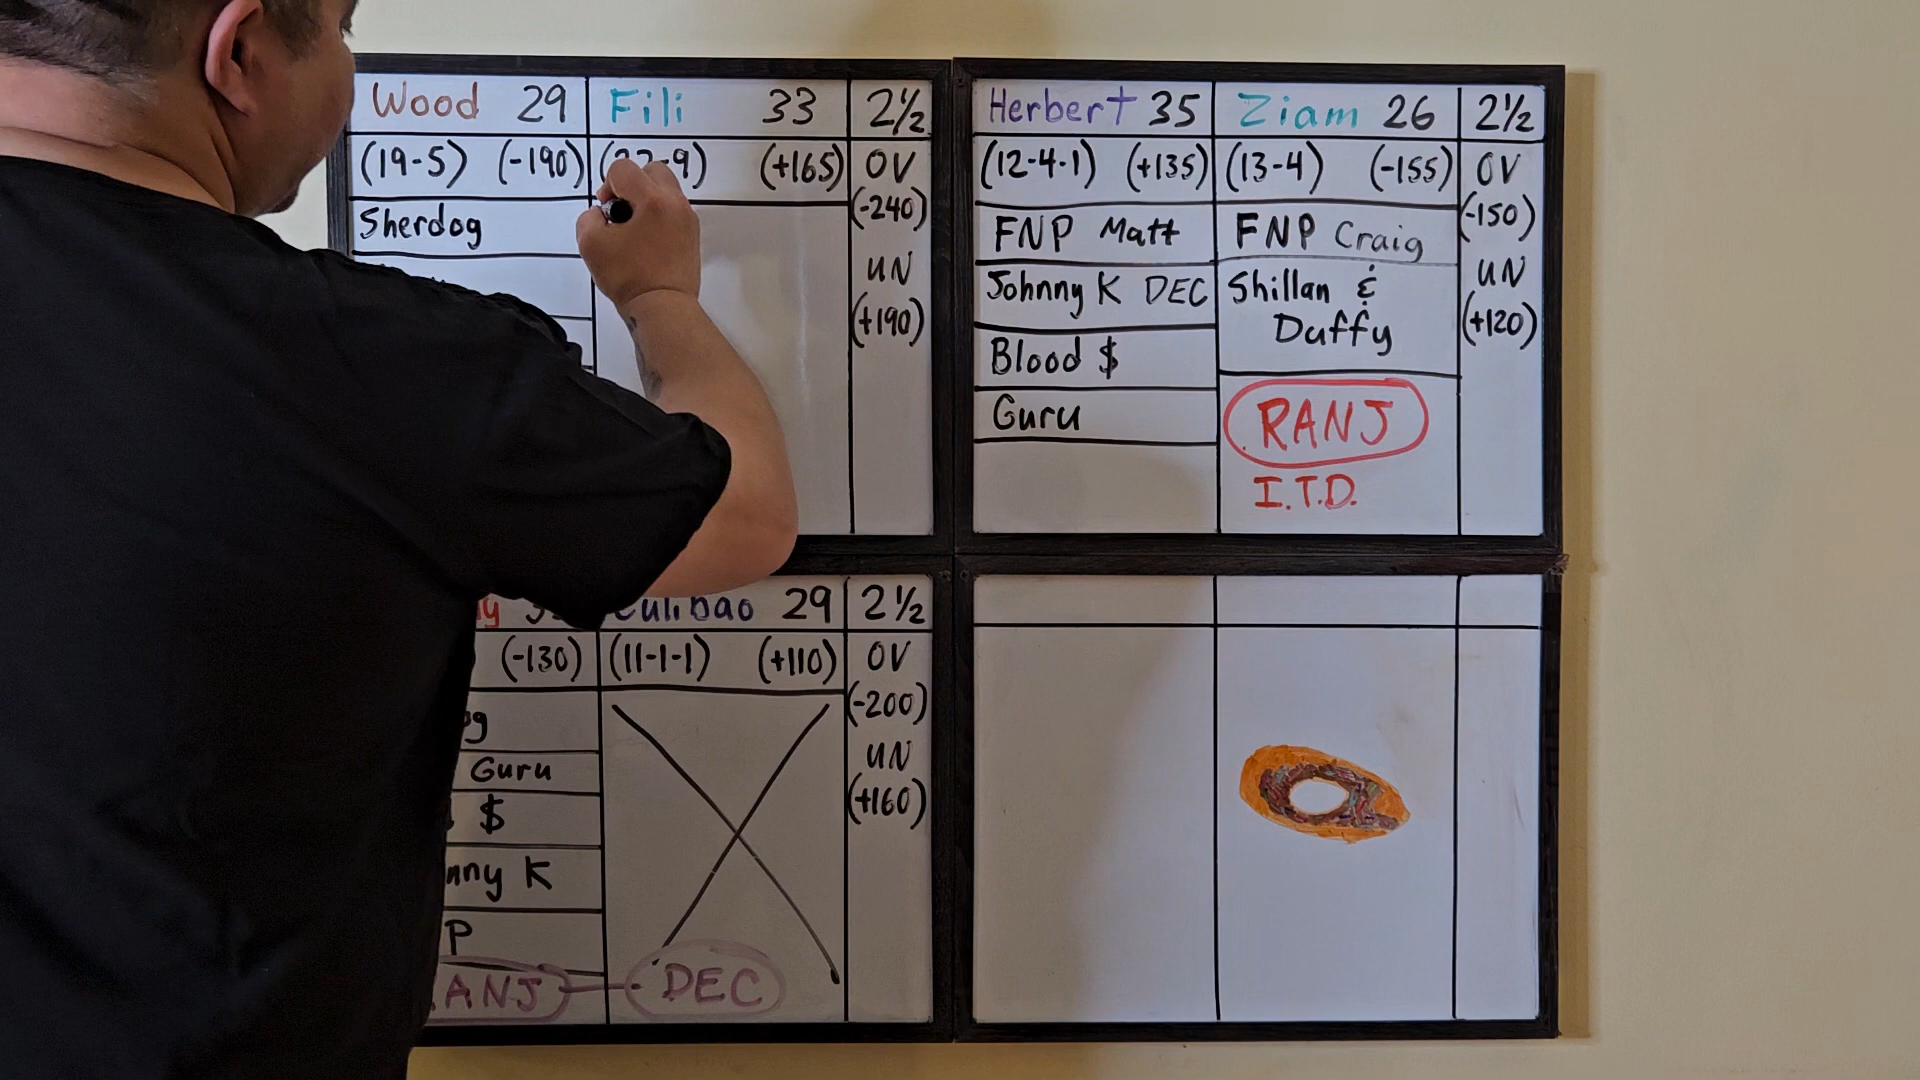 Wood 29 Fili 33 2½
(19-5) (-190) -9) (+165) OV
(-240)
Sherdog
UN
(+190)
Herbert 35 Ziam 26 2½
(12-4-1) (+135) (13-4) (-155) OV
(-150)
FNP Matt FNP Craig
UN
Johnny K DEC Shillan &
Duffy
(+120)
Blood $
Guru
RANJ
I.T.D.
Culibao 29 2½
(-130) (11-1-1) (+110) OV
(-200)
Guru
UN
$
(+160)
K
P
DEC